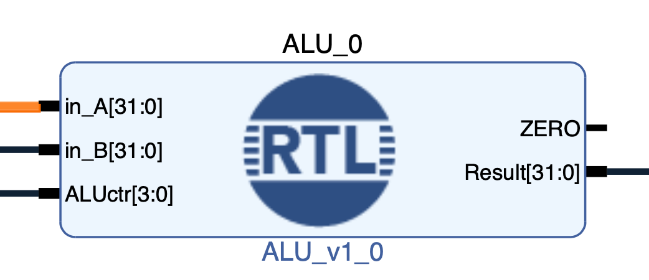 ALU_0
in_A[31:0]
in_B[31:0]
ALUctr[3:0]
RTL
ZERO
Result[31:0]
ALU_v1_0